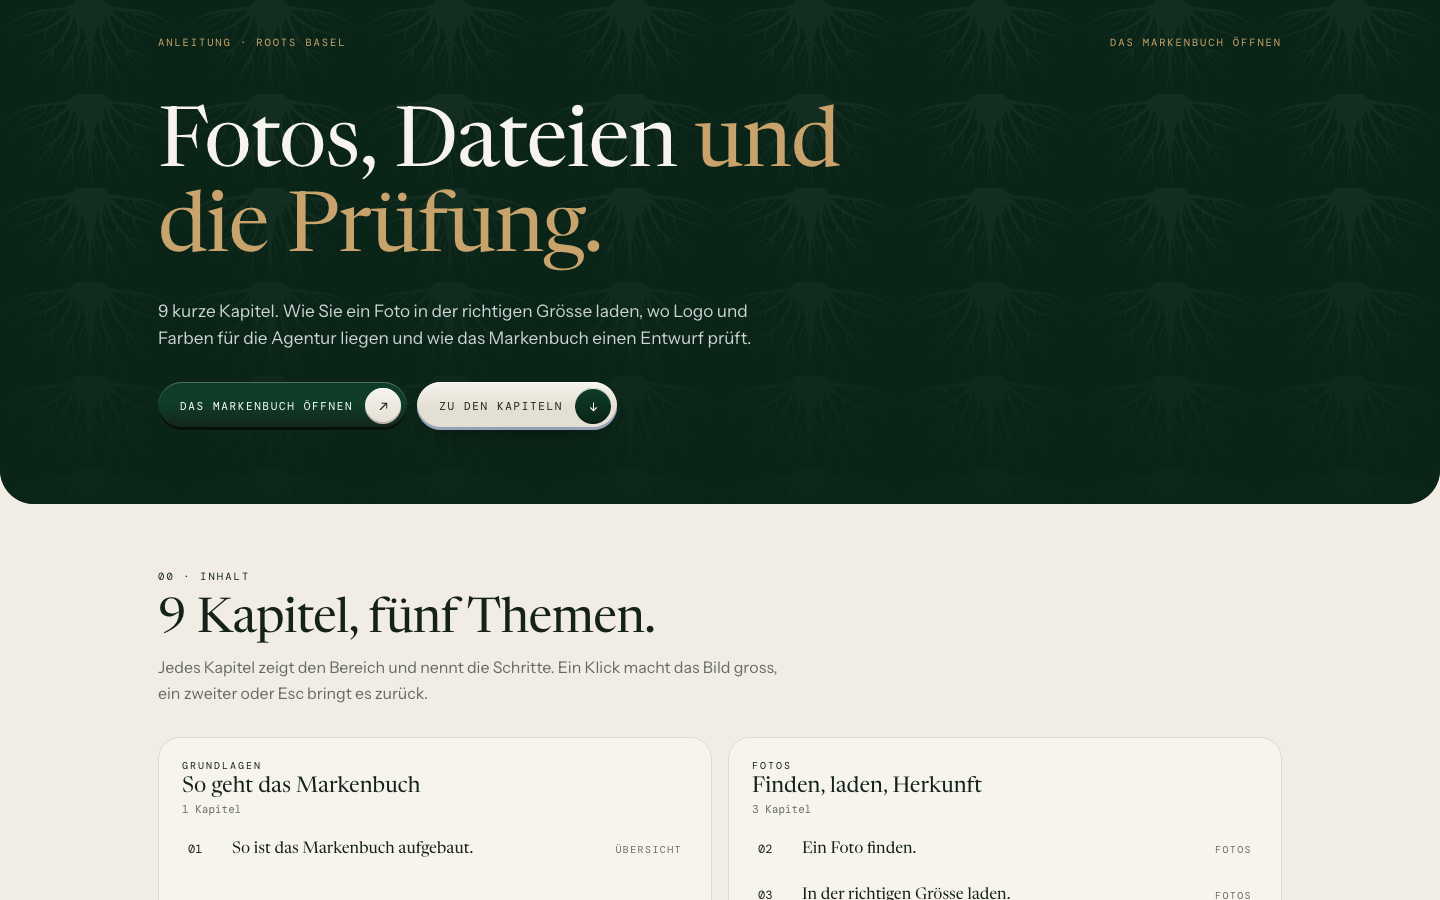 ANLEITUNG · ROOTS BASEL
DAS MARKENBUCH ÖFFNEN
Fotos, Dateien und
die Prüfung.
9 kurze Kapitel. Wie Sie ein Foto in der richtigen Grösse laden, wo Logo und
Farben für die Agentur liegen und wie das Markenbuch einen Entwurf prüft.
DAS MARKENBUCH ÖFFNEN ↗
ZU DEN KAPITELN ↓
00 · INHALT
9 Kapitel, fünf Themen.
Jedes Kapitel zeigt den Bereich und nennt die Schritte. Ein Klick macht das Bild gross,
ein zweiter oder Esc bringt es zurück.
GRUNDLAGEN
So geht das Markenbuch
1 Kapitel
01 So ist das Markenbuch aufgebaut. ÜBERSICHT
FOTOS
Finden, laden, Herkunft
3 Kapitel
02 Ein Foto finden. FOTOS
03 In der richtigen Grösse laden. FOTOS